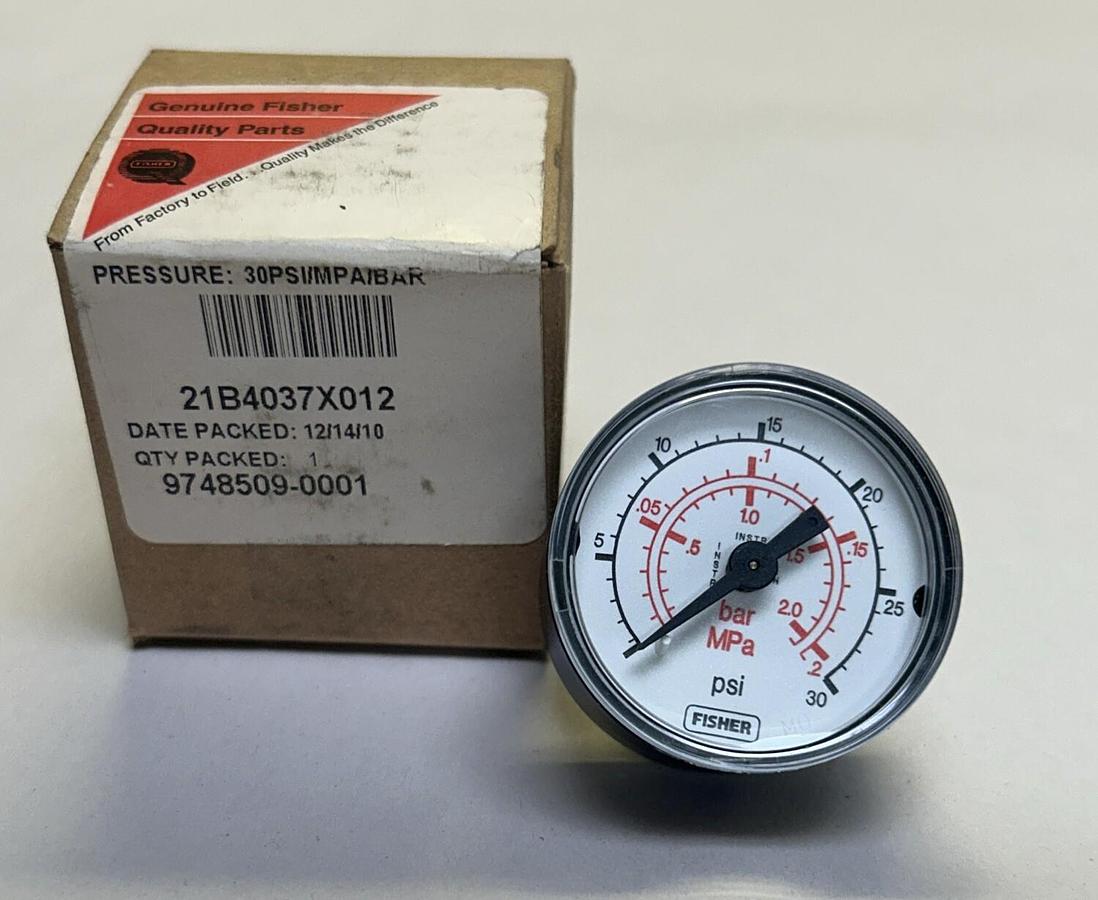 Genuine Fisher
Quality Parts
FISHER
From Factory to Field. . .Quality Makes the Difference
PRESSURE: 30PSI/MPA/BAR
21B4037X012
DATE PACKED: 12/14/10
QTY PACKED: 1
9748509-0001
5
10
15
20
25
30
.05
.1
.15
.2
.5
1.0
1.5
2.0
bar
MPa
psi
FISHER